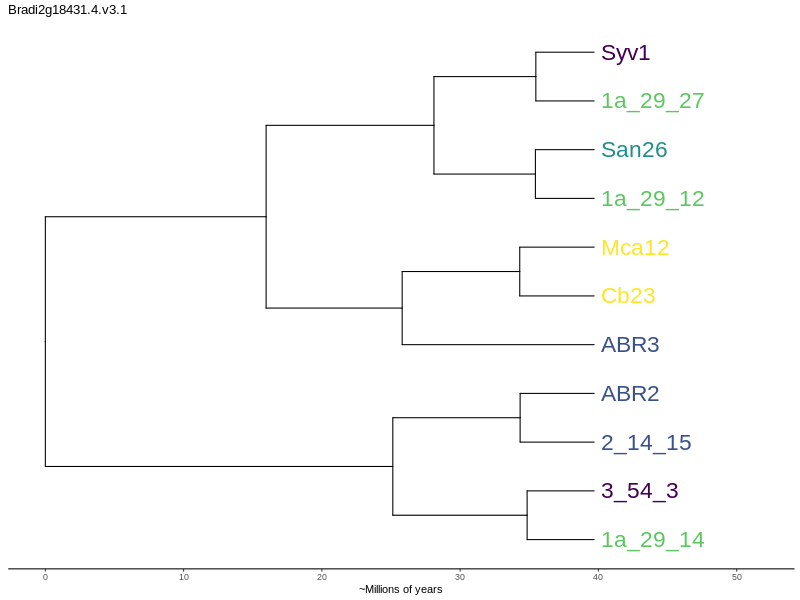 Bradi2g18431.4.v3.1
Syv1
1a_29_27
San26
1a_29_12
Mca12
Cb23
ABR3
ABR2
2_14_15
3_54_3
1a_29_14
0 10 20 30 40 50
~Millions of years